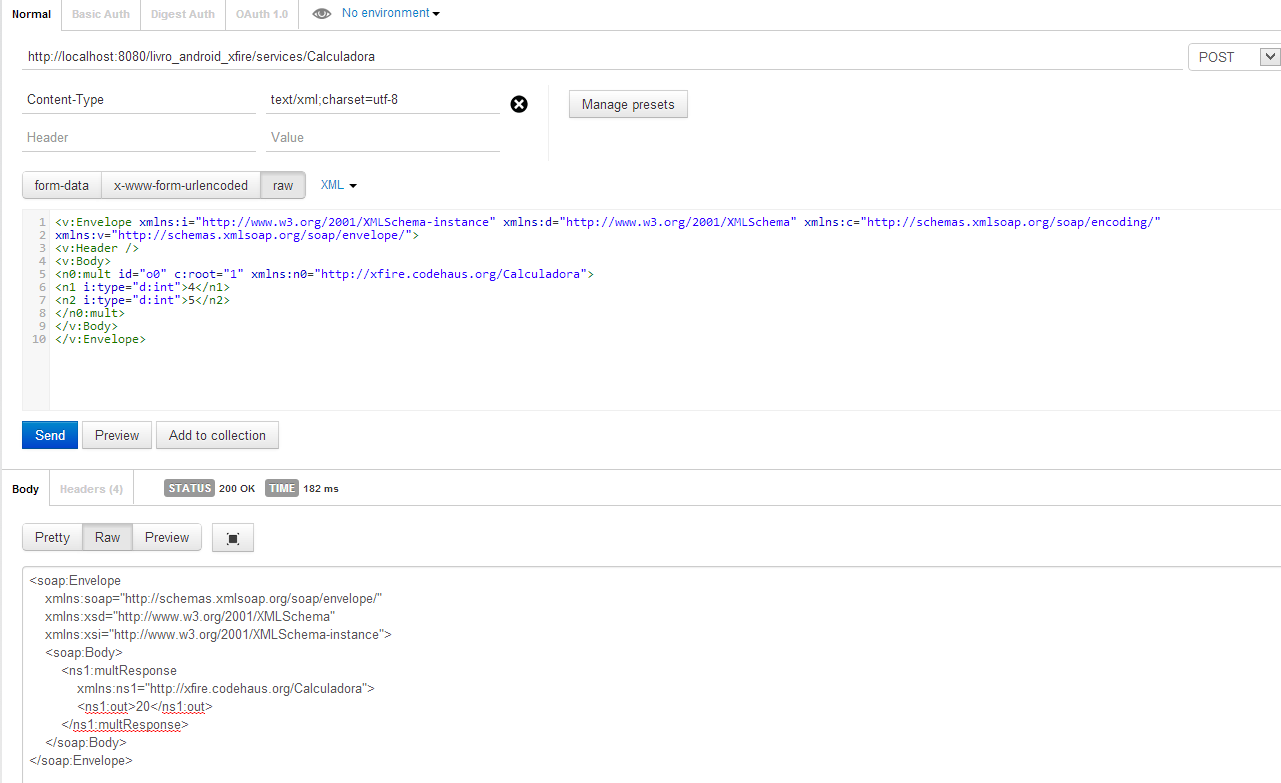 Normal Basic Auth Digest Auth OAuth 1.0 No environment
http://localhost:8080/livro_android_xfire/services/Calculadora POST
Content-Type text/xml;charset=utf-8 Manage presets
Header Value
form-data x-www-form-urlencoded raw XML
1 <v:Envelope xmlns:i="http://www.w3.org/2001/XMLSchema-instance" xmlns:d="http://www.w3.org/2001/XMLSchema" xmlns:c="http://schemas.xmlsoap.org/soap/encoding/"
2 xmlns:v="http://schemas.xmlsoap.org/soap/envelope/">
3 <v:Header />
4 <v:Body>
5 <n0:mult id="o0" c:root="1" xmlns:n0="http://xfire.codehaus.org/Calculadora">
6 <n1 i:type="d:int">4</n1>
7 <n2 i:type="d:int">5</n2>
8 </n0:mult>
9 </v:Body>
10 </v:Envelope>
Send Preview Add to collection
Body Headers (4) STATUS 200 OK TIME 182 ms
Pretty Raw Preview
<soap:Envelope
xmlns:soap="http://schemas.xmlsoap.org/soap/envelope/"
xmlns:xsd="http://www.w3.org/2001/XMLSchema"
xmlns:xsi="http://www.w3.org/2001/XMLSchema-instance">
<soap:Body>
<ns1:multResponse
xmlns:ns1="http://xfire.codehaus.org/Calculadora">
<ns1:out>20</ns1:out>
</ns1:multResponse>
</soap:Body>
</soap:Envelope>